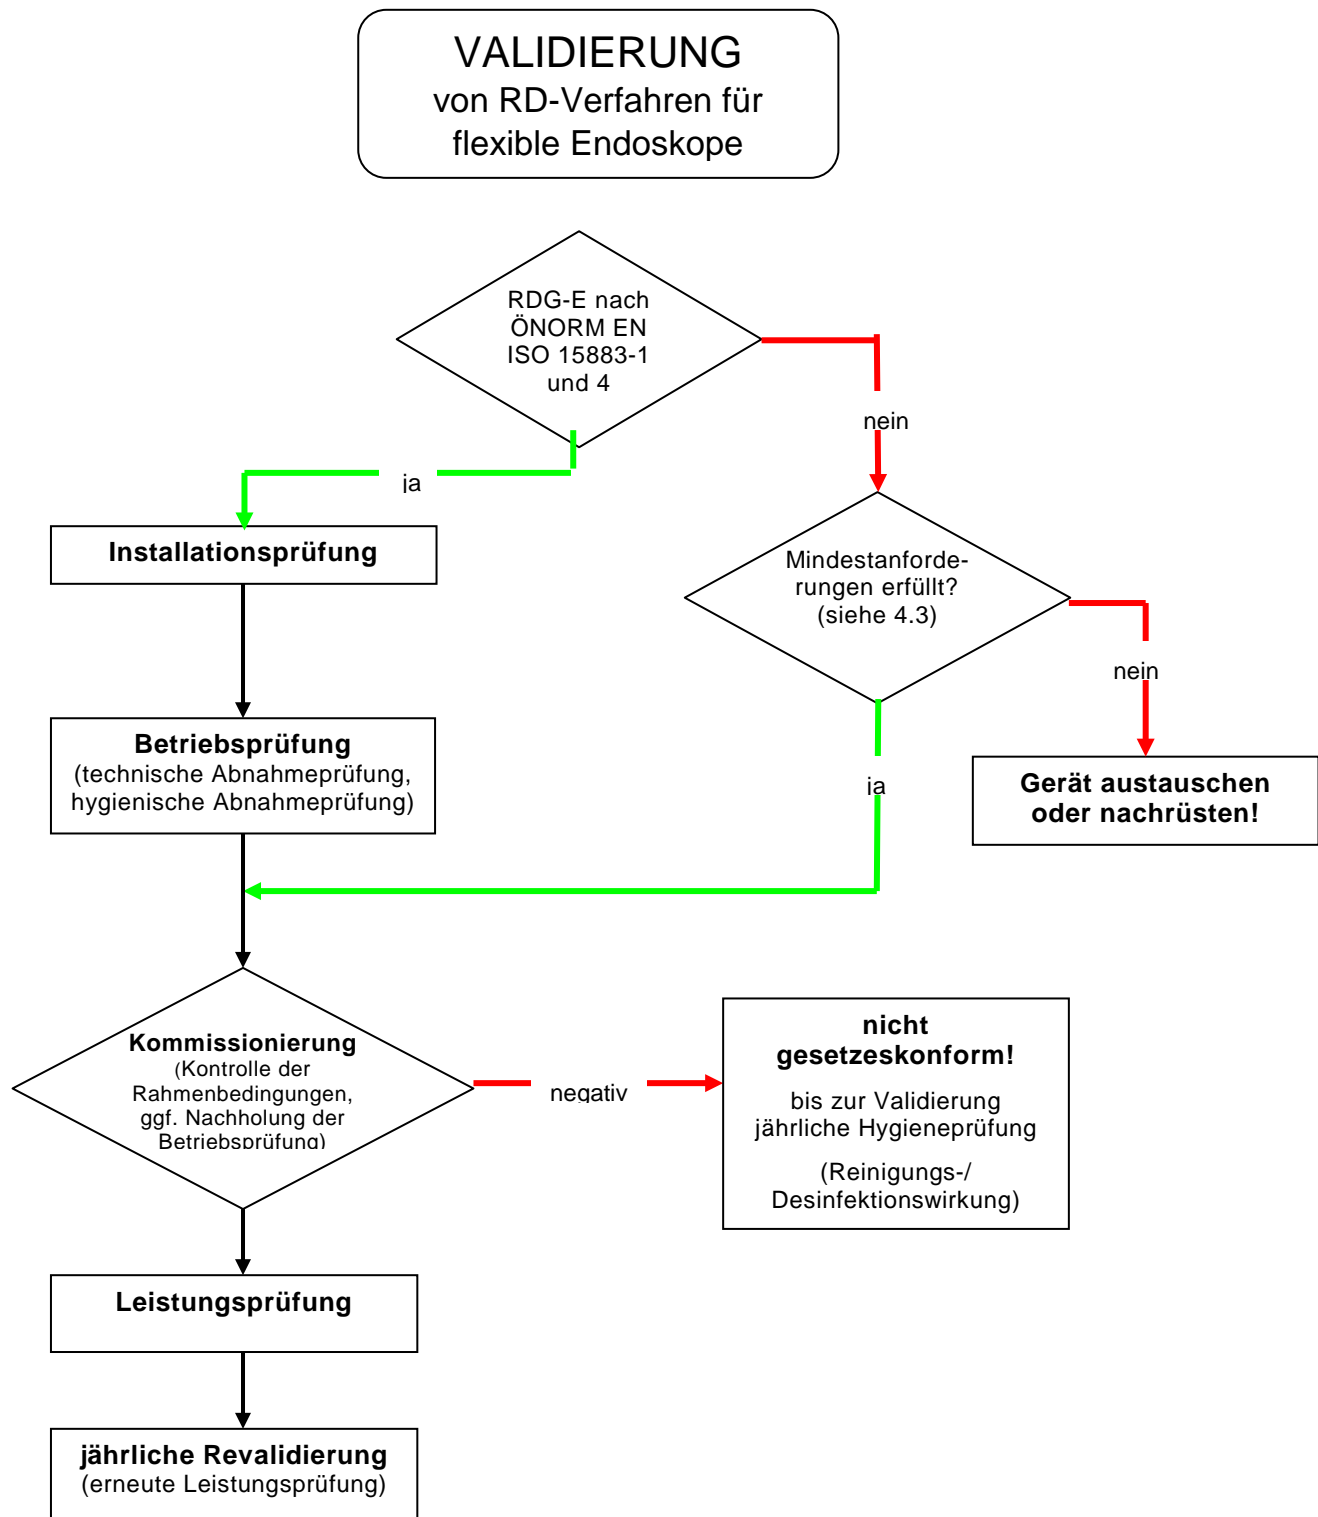 VALIDIERUNG
von RD-Verfahren für
flexible Endoskope
RDG-E nach
ÖNORM EN
ISO 15883-1
und 4
nein
ja
Installationsprüfung
Mindestanforde-
rungen erfüllt?
(siehe 4.3)
nein
Betriebsprüfung
(technische Abnahmeprüfung,
hygienische Abnahmeprüfung)
ja
Gerät austauschen
oder nachrüsten!
Kommissionierung
(Kontrolle der
Rahmenbedingungen,
ggf. Nachholung der
Betriebsprüfung)
negativ
nicht
gesetzeskonform!
bis zur Validierung
jährliche Hygieneprüfung
(Reinigungs-/
Desinfektionswirkung)
Leistungsprüfung
jährliche Revalidierung
(erneute Leistungsprüfung)